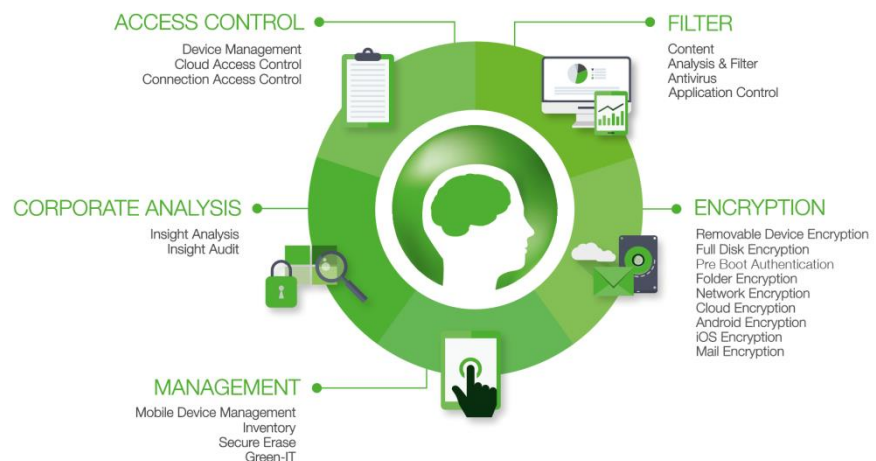 ACCESS CONTROL
Device Management
Cloud Access Control
Connection Access Control
FILTER
Content
Analysis & Filter
Antivirus
Application Control
CORPORATE ANALYSIS
Insight Analysis
Insight Audit
ENCRYPTION
Removable Device Encryption
Full Disk Encryption
Pre Boot Authentication
Folder Encryption
Network Encryption
Cloud Encryption
Android Encryption
iOS Encryption
Mail Encryption
MANAGEMENT
Mobile Device Management
Inventory
Secure Erase
Green-IT